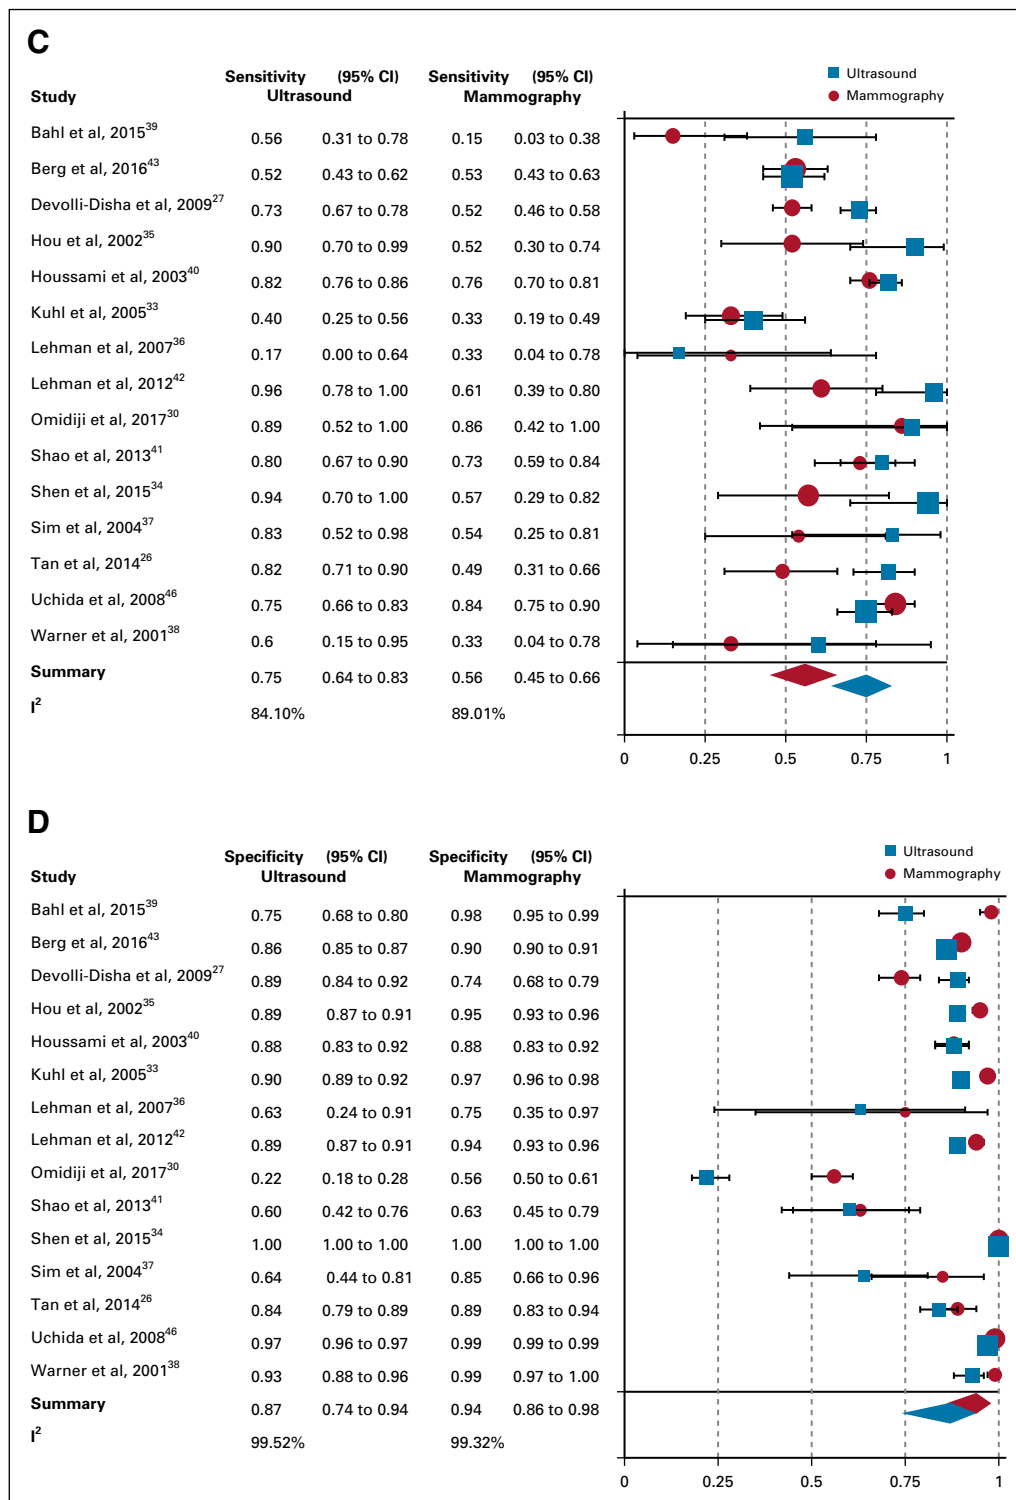 C
Sensitivity (95% CI) Sensitivity (95% CI)
Study Ultrasound Mammography
Ultrasound
Mammography
Bahl et al, 201539 0.56 0.31 to 0.78 0.15 0.03 to 0.38
Berg et al, 201643 0.52 0.43 to 0.62 0.53 0.43 to 0.63
Devolli-Disha et al, 200927 0.73 0.67 to 0.78 0.52 0.46 to 0.58
Hou et al, 200235 0.90 0.70 to 0.99 0.52 0.30 to 0.74
Houssami et al, 200340 0.82 0.76 to 0.86 0.76 0.70 to 0.81
Kuhl et al, 200533 0.40 0.25 to 0.56 0.33 0.19 to 0.49
Lehman et al, 200736 0.17 0.00 to 0.64 0.33 0.04 to 0.78
Lehman et al, 201242 0.96 0.78 to 1.00 0.61 0.39 to 0.80
Omidiji et al, 201730 0.89 0.52 to 1.00 0.86 0.42 to 1.00
Shao et al, 201341 0.80 0.67 to 0.90 0.73 0.59 to 0.84
Shen et al, 201534 0.94 0.70 to 1.00 0.57 0.29 to 0.82
Sim et al, 200437 0.83 0.52 to 0.98 0.54 0.25 to 0.81
Tan et al, 201426 0.82 0.71 to 0.90 0.49 0.31 to 0.66
Uchida et al, 200846 0.75 0.66 to 0.83 0.84 0.75 to 0.90
Warner et al, 200138 0.6 0.15 to 0.95 0.33 0.04 to 0.78
Summary 0.75 0.64 to 0.83 0.56 0.45 to 0.66
I2 84.10% 89.01%
0 0.25 0.5 0.75 1
D
Specificity (95% CI) Specificity (95% CI)
Study Ultrasound Mammography
Ultrasound
Mammography
Bahl et al, 201539 0.75 0.68 to 0.80 0.98 0.95 to 0.99
Berg et al, 201643 0.86 0.85 to 0.87 0.90 0.90 to 0.91
Devolli-Disha et al, 200927 0.89 0.84 to 0.92 0.74 0.68 to 0.79
Hou et al, 200235 0.89 0.87 to 0.91 0.95 0.93 to 0.96
Houssami et al, 200340 0.88 0.83 to 0.92 0.88 0.83 to 0.92
Kuhl et al, 200533 0.90 0.89 to 0.92 0.97 0.96 to 0.98
Lehman et al, 200736 0.63 0.24 to 0.91 0.75 0.35 to 0.97
Lehman et al, 201242 0.89 0.87 to 0.91 0.94 0.93 to 0.96
Omidiji et al, 201730 0.22 0.18 to 0.28 0.56 0.50 to 0.61
Shao et al, 201341 0.60 0.42 to 0.76 0.63 0.45 to 0.79
Shen et al, 201534 1.00 1.00 to 1.00 1.00 1.00 to 1.00
Sim et al, 200437 0.64 0.44 to 0.81 0.85 0.66 to 0.96
Tan et al, 201426 0.84 0.79 to 0.89 0.89 0.83 to 0.94
Uchida et al, 200846 0.97 0.96 to 0.97 0.99 0.99 to 0.99
Warner et al, 200138 0.93 0.88 to 0.96 0.99 0.97 to 1.00
Summary 0.87 0.74 to 0.94 0.94 0.86 to 0.98
I2 99.52% 99.32%
0 0.25 0.5 0.75 1